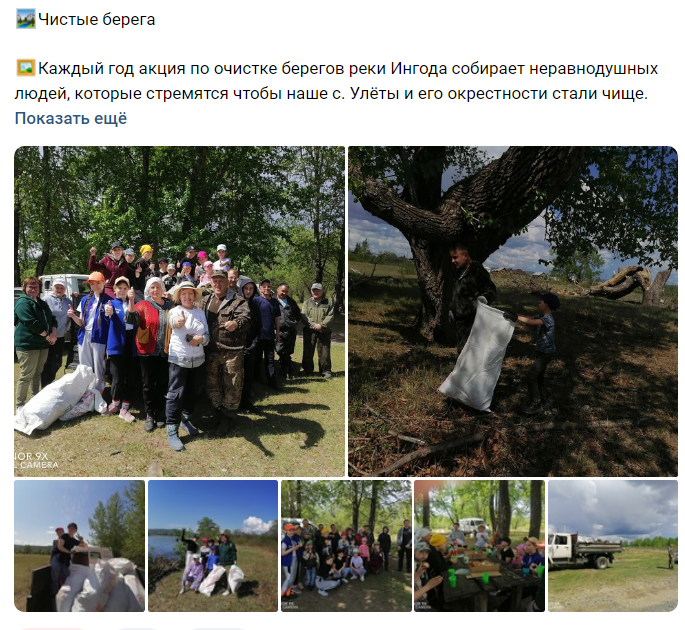 Чистые берега
Каждый год акция по очистке берегов реки Ингода собирает неравнодушных
людей, которые стремятся чтобы наше с. Улёты и его окрестности стали чище.
Показать ещё
NOR 9X
L CAMERA